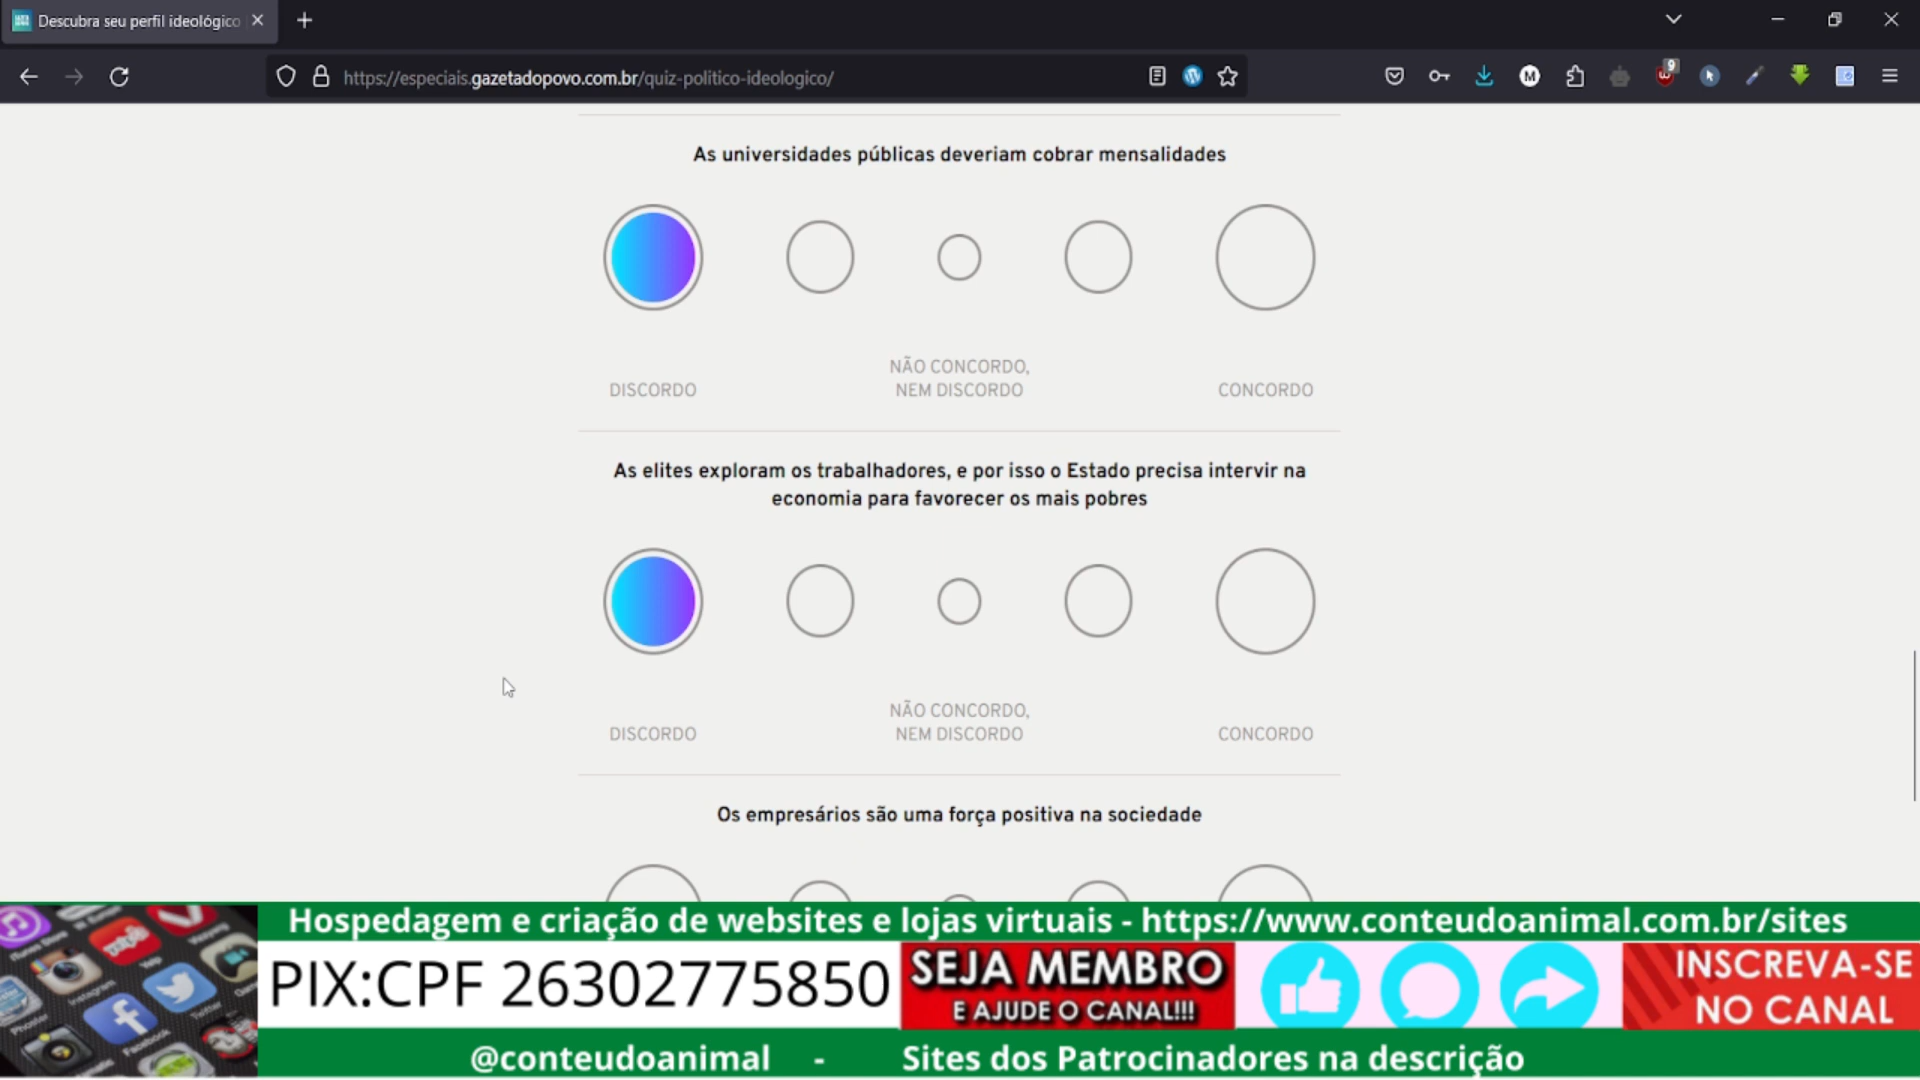 Descubra seu perfil ideológico
https://especiais.gazetadopovo.com.br/quiz-politico-ideologico/
M
9
As universidades públicas deveriam cobrar mensalidades
NÃO CONCORDO,
NEM DISCORDO
DISCORDO
CONCORDO
As elites exploram os trabalhadores, e por isso o Estado precisa intervir na
economia para favorecer os mais pobres
NÃO CONCORDO,
NEM DISCORDO
DISCORDO
CONCORDO
Os empresários são uma força positiva na sociedade
Hospedagem e criação de websites e lojas virtuais - https://www.conteudoanimal.com.br/sites
PIX:CPF 26302775850
SEJA MEMBRO
E AJUDE O CANAL!!!
INSCREVA-SE
NO CANAL
@conteudoanimal - Sites dos Patrocinadores na descrição
Instagram
Twitter
Facebook